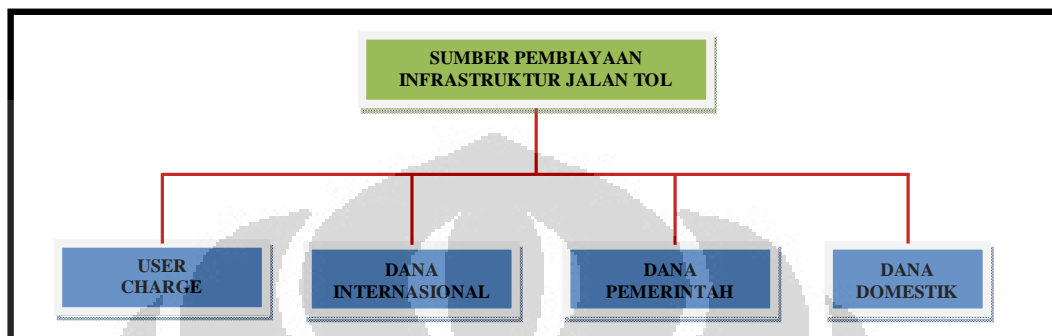 SUMBER PEMBIAYAAN
INFRASTRUKTUR JALAN TOL
USER
CHARGE
DANA
INTERNASIONAL
DANA
PEMERINTAH
DANA
DOMESTIK